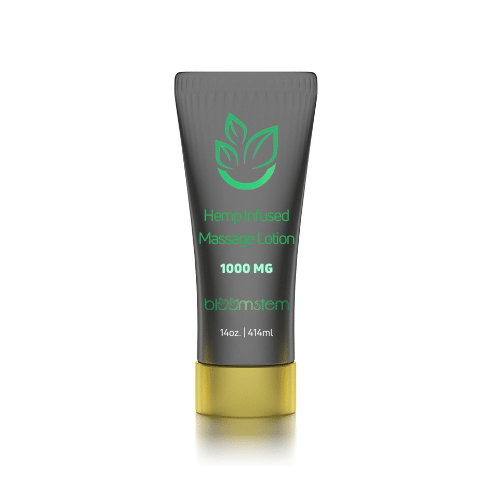 Hemp Infused
Massage Lotion
1000 MG
bloomstem
14oz. | 414ml